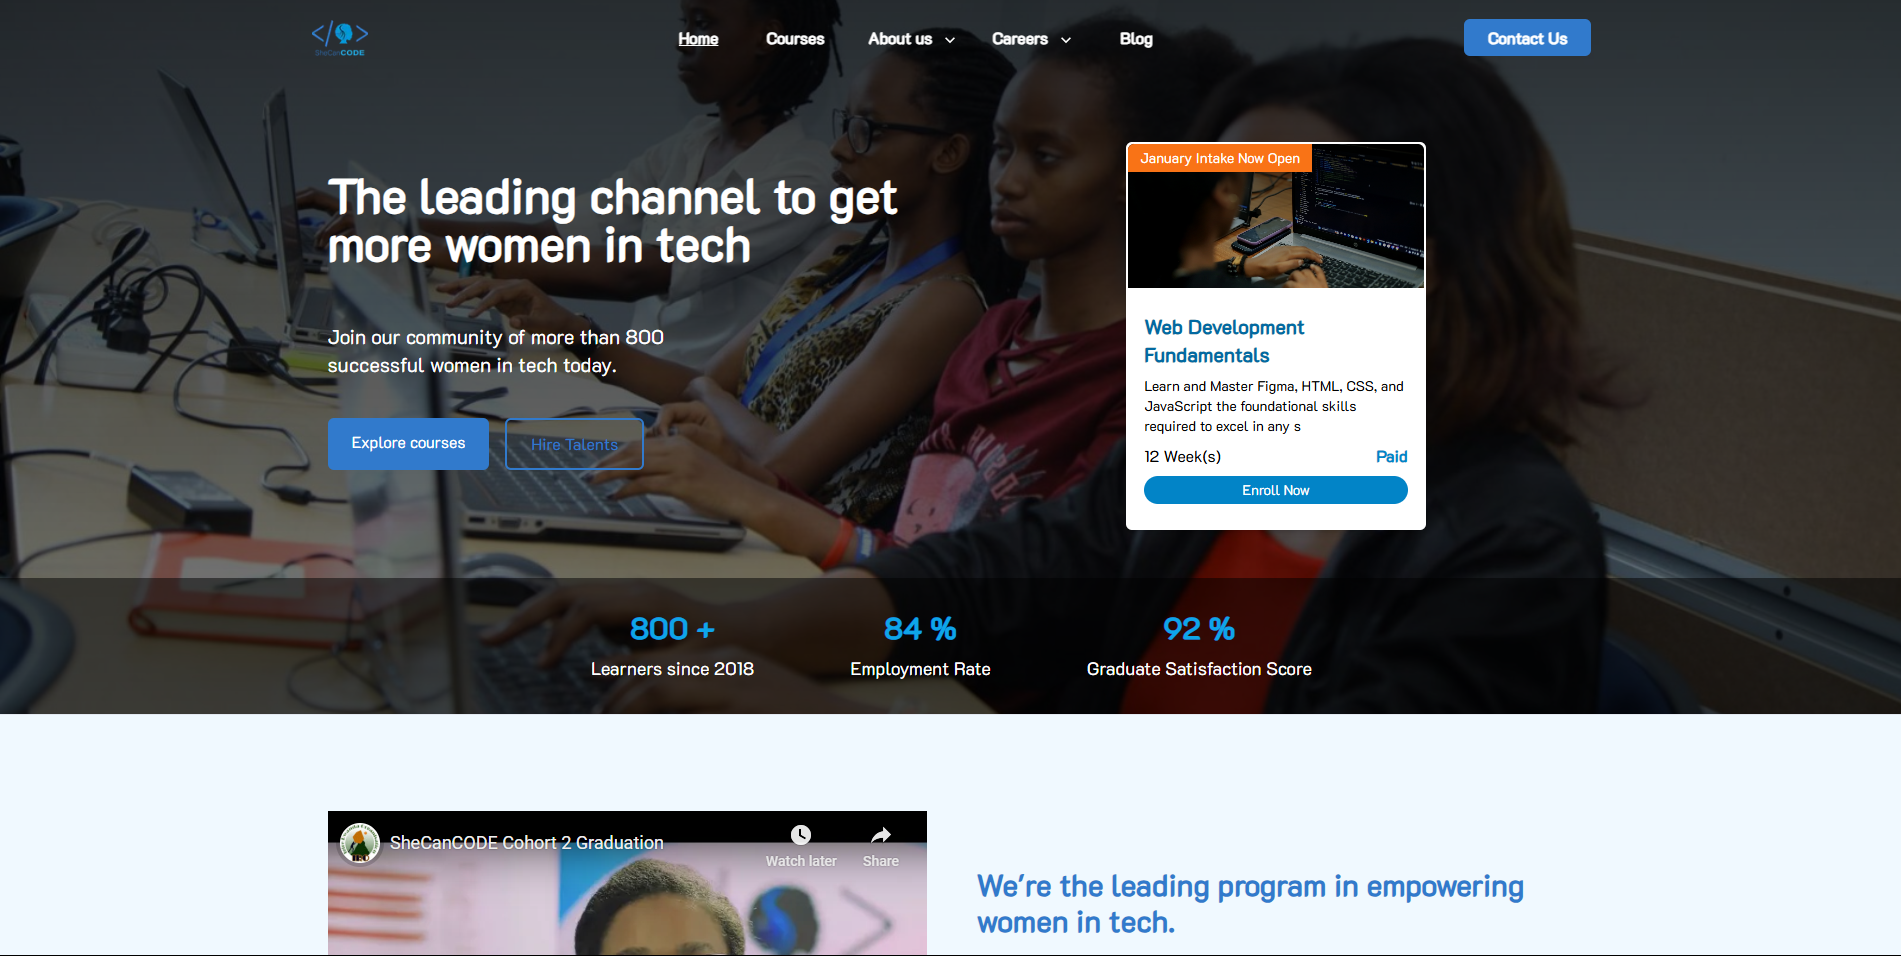 SheCanCODE
Home
Courses
About us
Careers
Blog
Contact Us
The leading channel to get
more women in tech
Join our community of more than 800
successful women in tech today.
Explore courses
Hire Talents
January Intake Now Open
Web Development
Fundamentals
Learn and Master Figma, HTML, CSS, and
JavaScript the foundational skills
required to excel in any s
12 Week(s)
Paid
Enroll Now
800 +
Learners since 2018
84 %
Employment Rate
92 %
Graduate Satisfaction Score
SheCanCODE Cohort 2 Graduation
Watch later
Share
We're the leading program in empowering
women in tech.